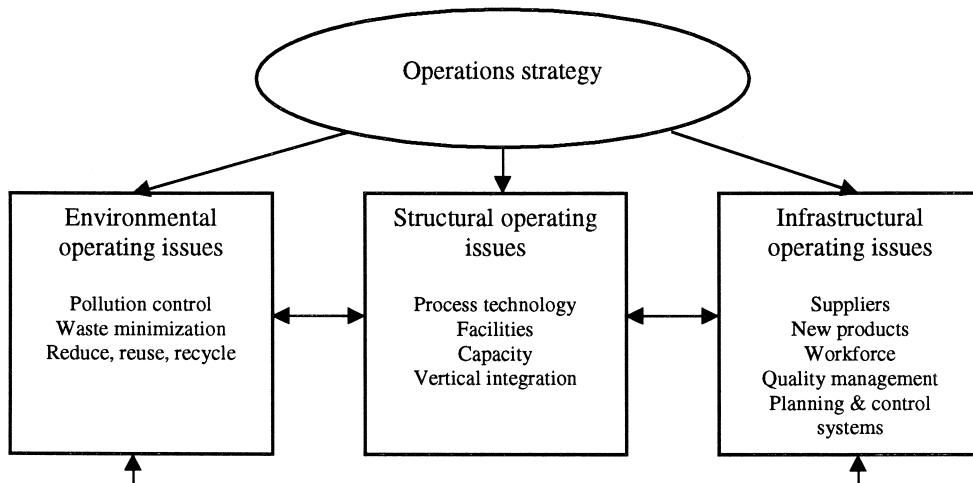 Operations strategy
Environmental
operating issues
Pollution control
Waste minimization
Reduce, reuse, recycle
Structural operating
issues
Process technology
Facilities
Capacity
Vertical integration
Infrastructural
operating issues
Suppliers
New products
Workforce
Quality management
Planning & control
systems